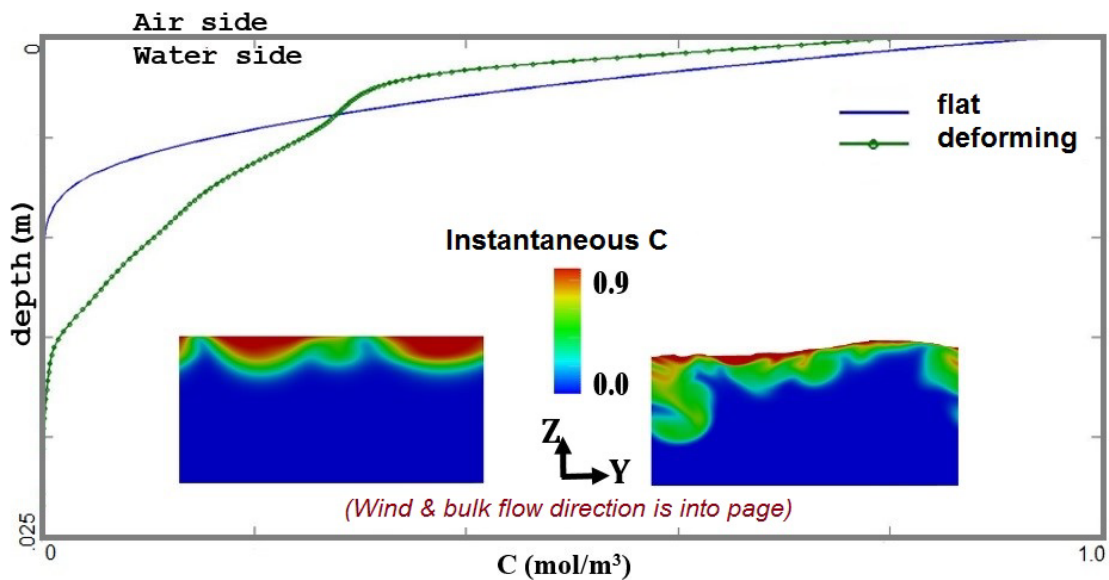 Air side
0
Water side
flat
deforming
depth(m)
Instantaneous C
0.9
0.0
Z
Y
(Wind & bulk flow direction is into page)
.025
0
C (mol/m³)
1.0